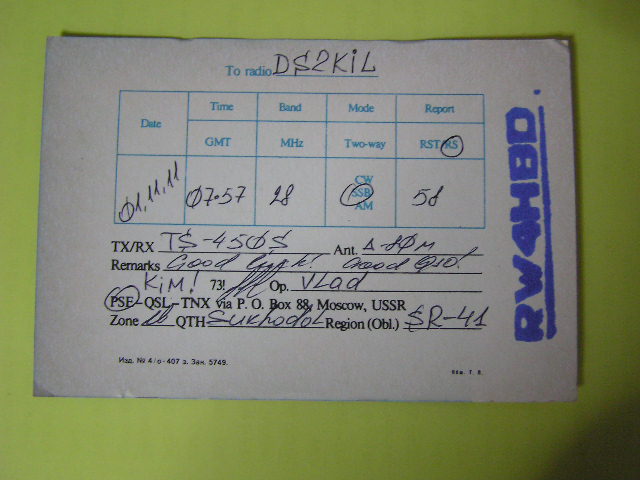 To radio DS2KIL
Date Time GMT Band MHz Mode Two-way Report RST RS
01,11,11 07.57 28 CW SSB AM 58
TX/RX TS-450S Ant. Δ-80м
Remarks Good Luck! Good QSO!
KIM! 73! Op. Vlad
PSE-QSL-TNX via P. O. Box 88, Moscow, USSR
Zone 16 QTH Sukhodol Region (Obl.) SR-41
Изд. № 4/о-407 з. Зак. 5749.
RW4HBD